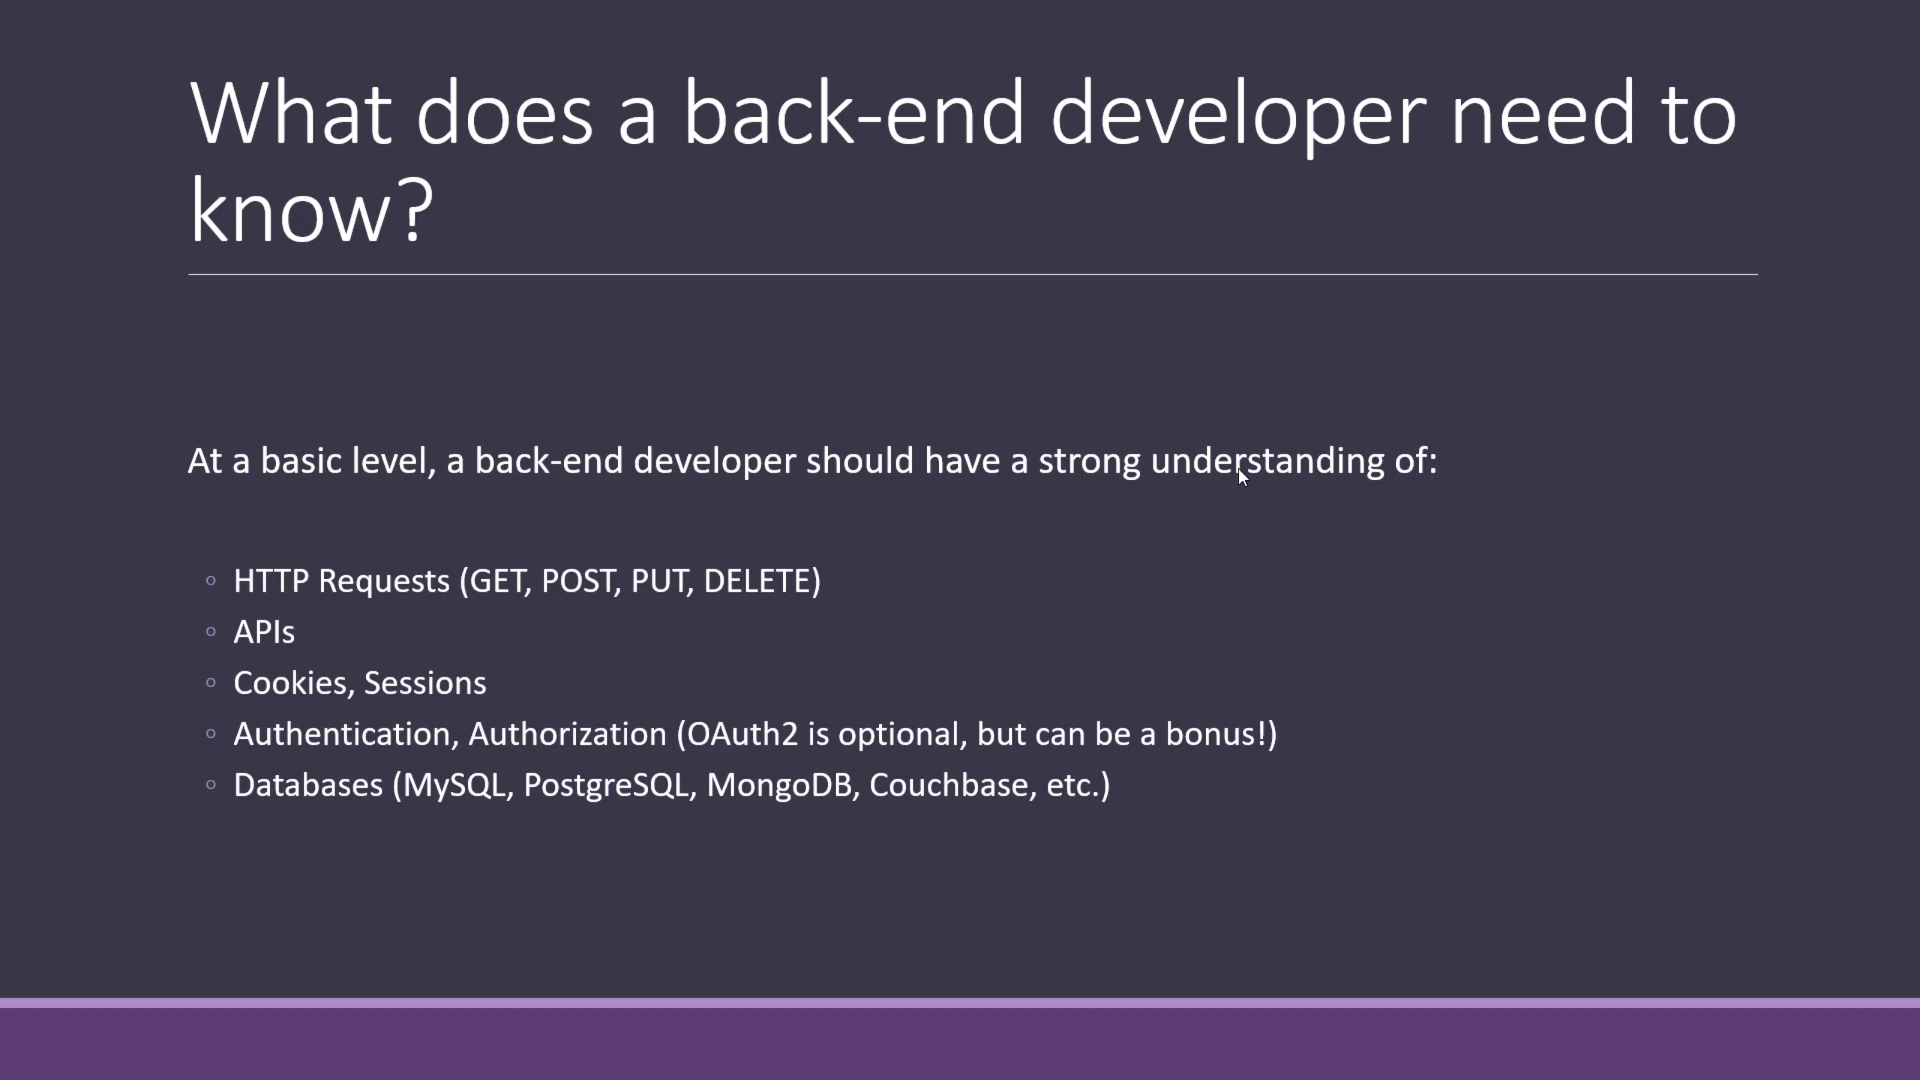 What does a back-end developer need to
know?
At a basic level, a back-end developer should have a strong understanding of:
◦ HTTP Requests (GET, POST, PUT, DELETE)
◦ APIs
◦ Cookies, Sessions
◦ Authentication, Authorization (OAuth2 is optional, but can be a bonus!)
◦ Databases (MySQL, PostgreSQL, MongoDB, Couchbase, etc.)